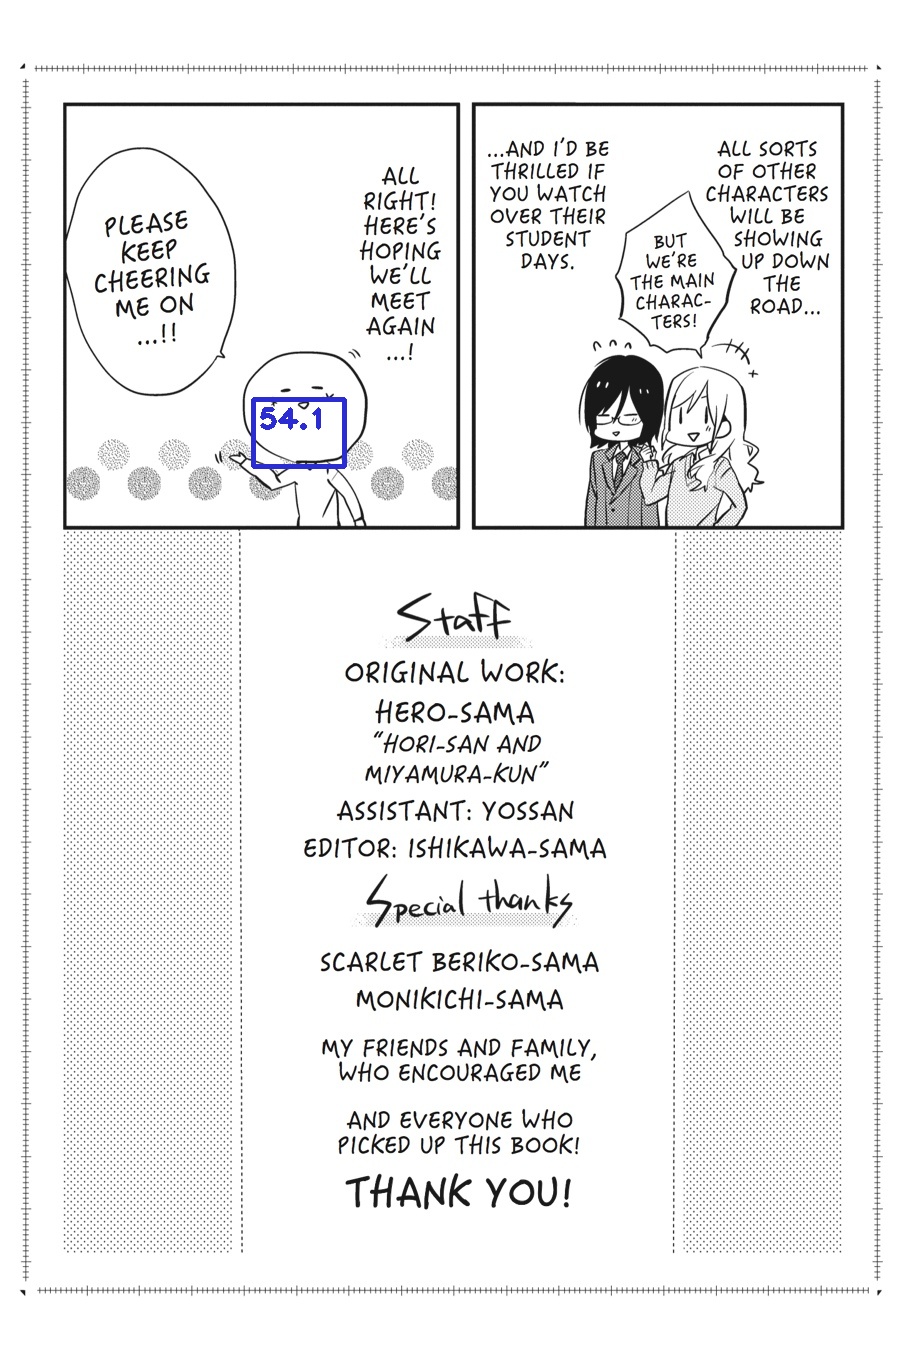 ALL SORTS
OF OTHER
CHARACTERS
WILL BE
SHOWING
UP DOWN
THE
ROAD...
BUT
WE'RE
THE MAIN
CHARAC-
TERS!
...AND I'D BE
THRILLED IF
YOU WATCH
OVER THEIR
STUDENT
DAYS.
ALL
RIGHT!
HERE'S
HOPING
WE'LL
MEET
AGAIN
...!
PLEASE
KEEP
CHEERING
ME ON
...!!
54.1
Staff
ORIGINAL WORK:
HERO-SAMA
"HORI-SAN AND
MIYAMURA-KUN"
ASSISTANT: YOSSAN
EDITOR: ISHIKAWA-SAMA
Special thanks
SCARLET BERIKO-SAMA
MONIKICHI-SAMA
MY FRIENDS AND FAMILY,
WHO ENCOURAGED ME
AND EVERYONE WHO
PICKED UP THIS BOOK!
THANK YOU!